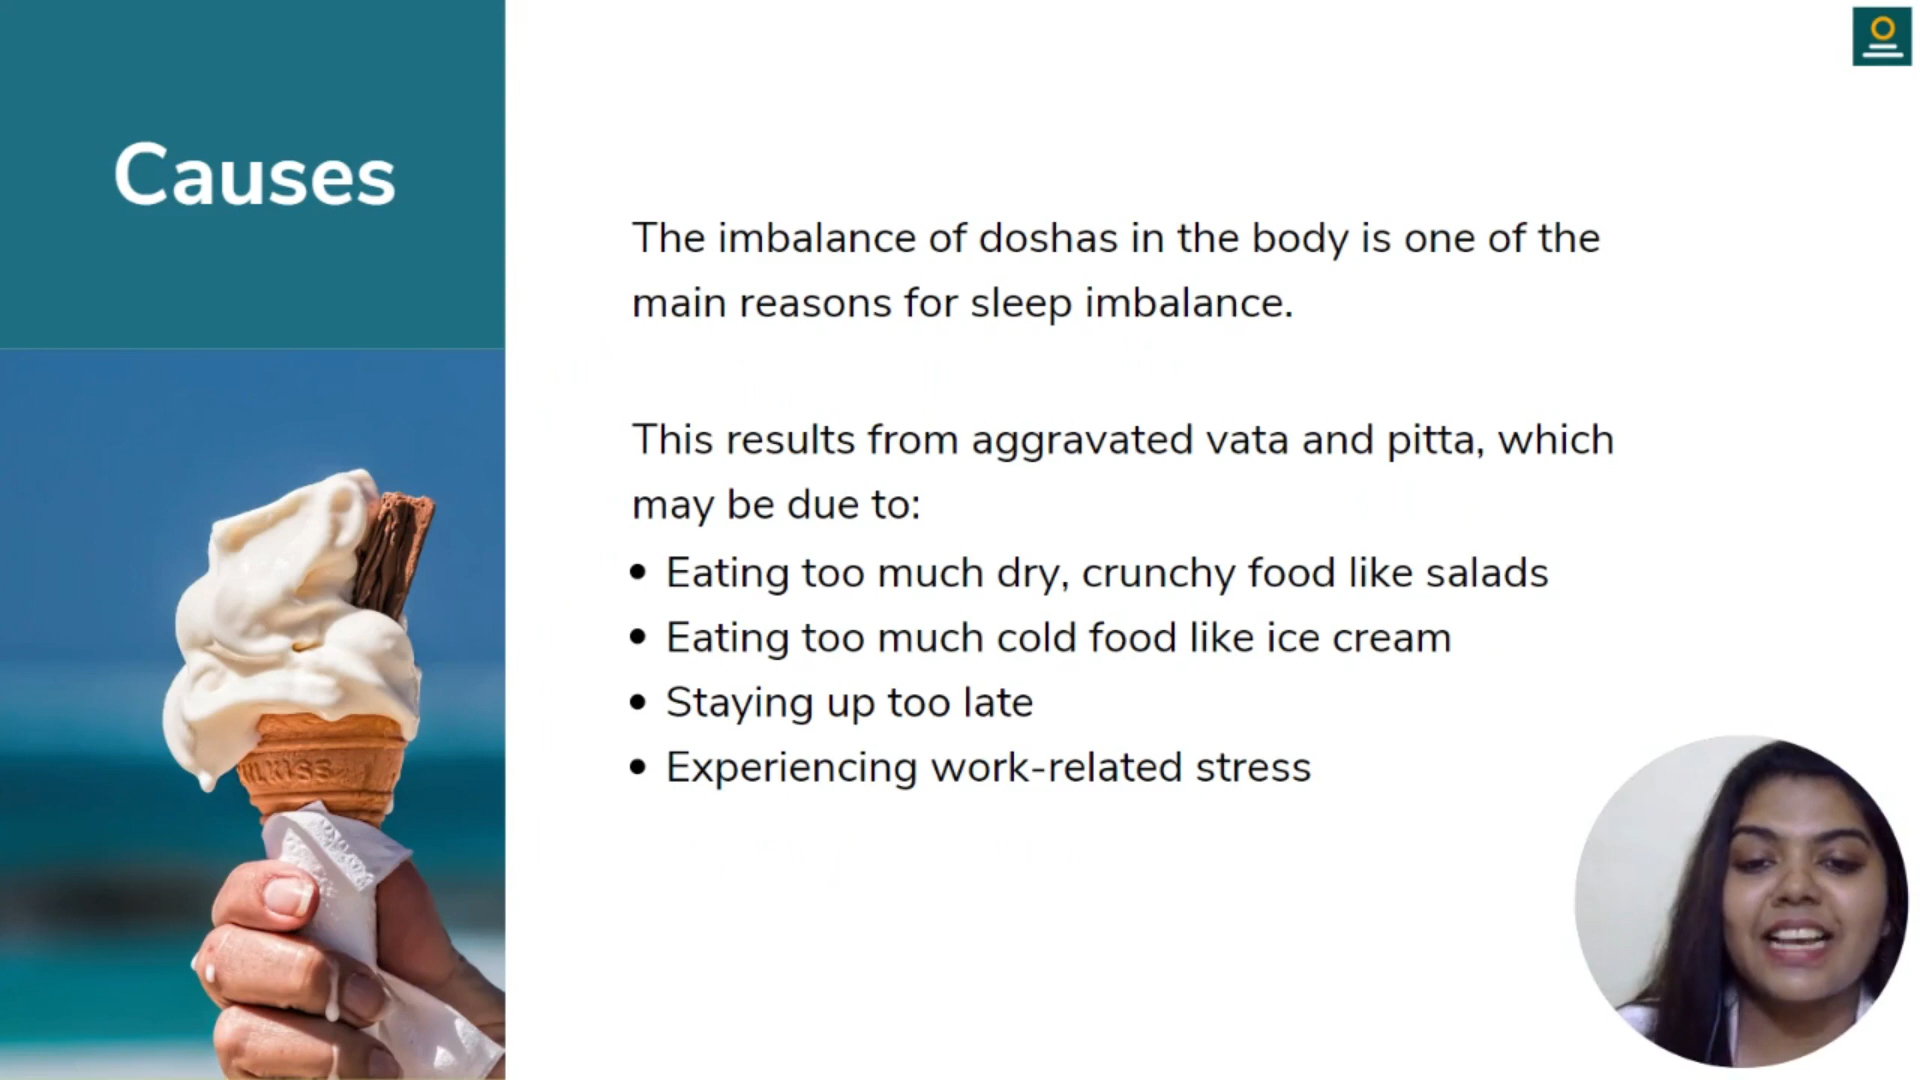 Causes
The imbalance of doshas in the body is one of the
main reasons for sleep imbalance.
This results from aggravated vata and pitta, which
may be due to:
• Eating too much dry, crunchy food like salads
• Eating too much cold food like ice cream
• Staying up too late
• Experiencing work-related stress